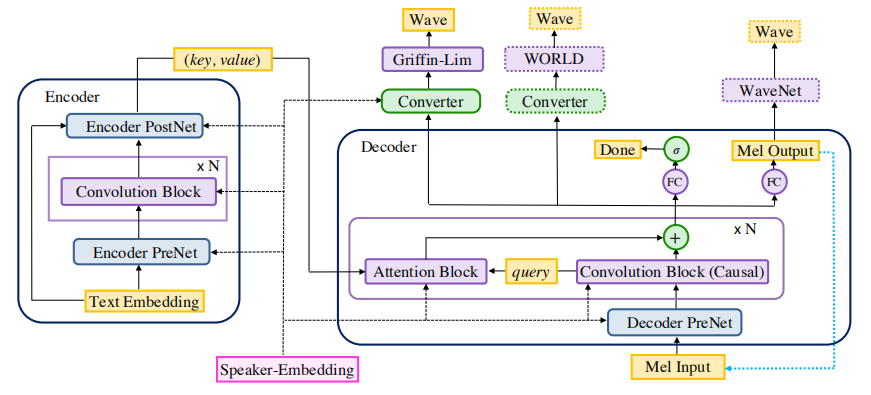 Wave
Wave
Wave
(key, value)
Griffin-Lim
WORLD
WaveNet
Encoder
Converter
Converter
Encoder PostNet
Decoder
Done
σ
Mel Output
x N
FC
FC
Convolution Block
+
x N
Encoder PreNet
Attention Block
query
Convolution Block (Causal)
Text Embedding
Decoder PreNet
Speaker-Embedding
Mel Input